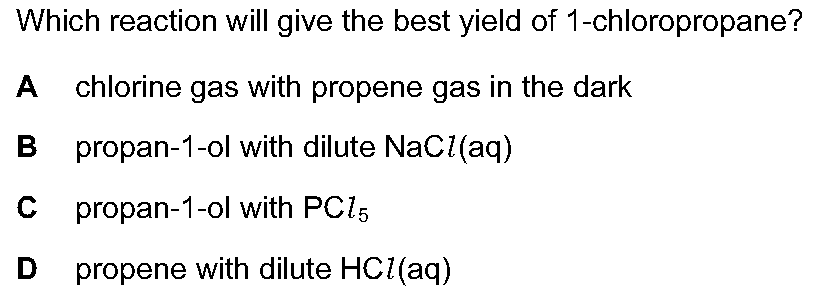 Which reaction will give the best yield of 1-chloropropane?
A chlorine gas with propene gas in the dark
B propan-1-ol with dilute NaCl(aq)
C propan-1-ol with PCl₅
D propene with dilute HCl(aq)